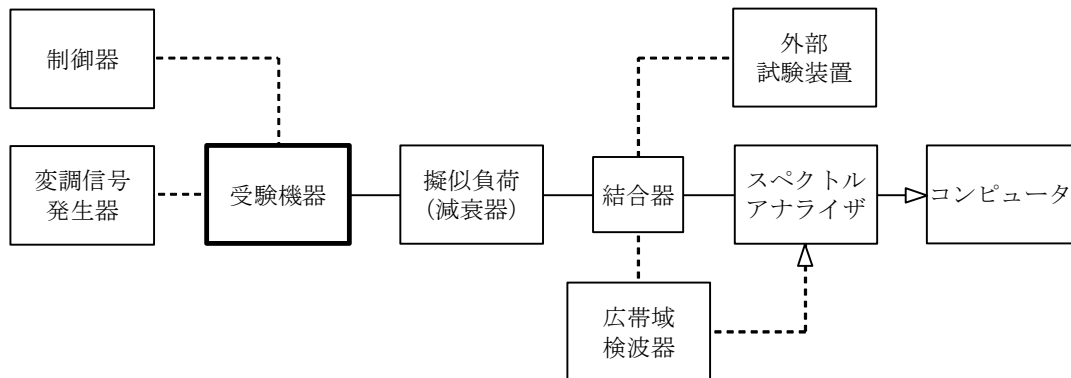 制御器
外部
試験装置
変調信号
発生器
受験機器
擬似負荷
(減衰器)
結合器
スペクトル
アナライザ
コンピュータ
広帯域
検波器